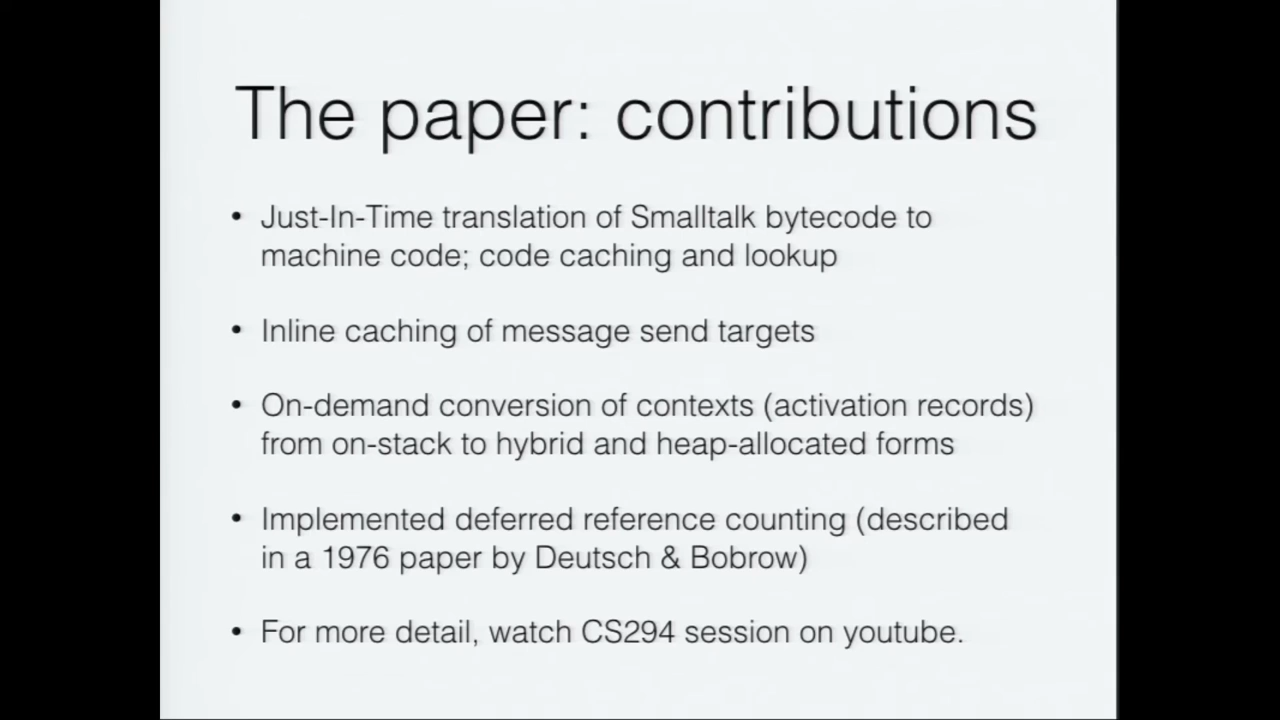 The paper: contributions
• Just-In-Time translation of Smalltalk bytecode to
machine code; code caching and lookup
• Inline caching of message send targets
• On-demand conversion of contexts (activation records)
from on-stack to hybrid and heap-allocated forms
• Implemented deferred reference counting (described
in a 1976 paper by Deutsch & Bobrow)
• For more detail, watch CS294 session on youtube.